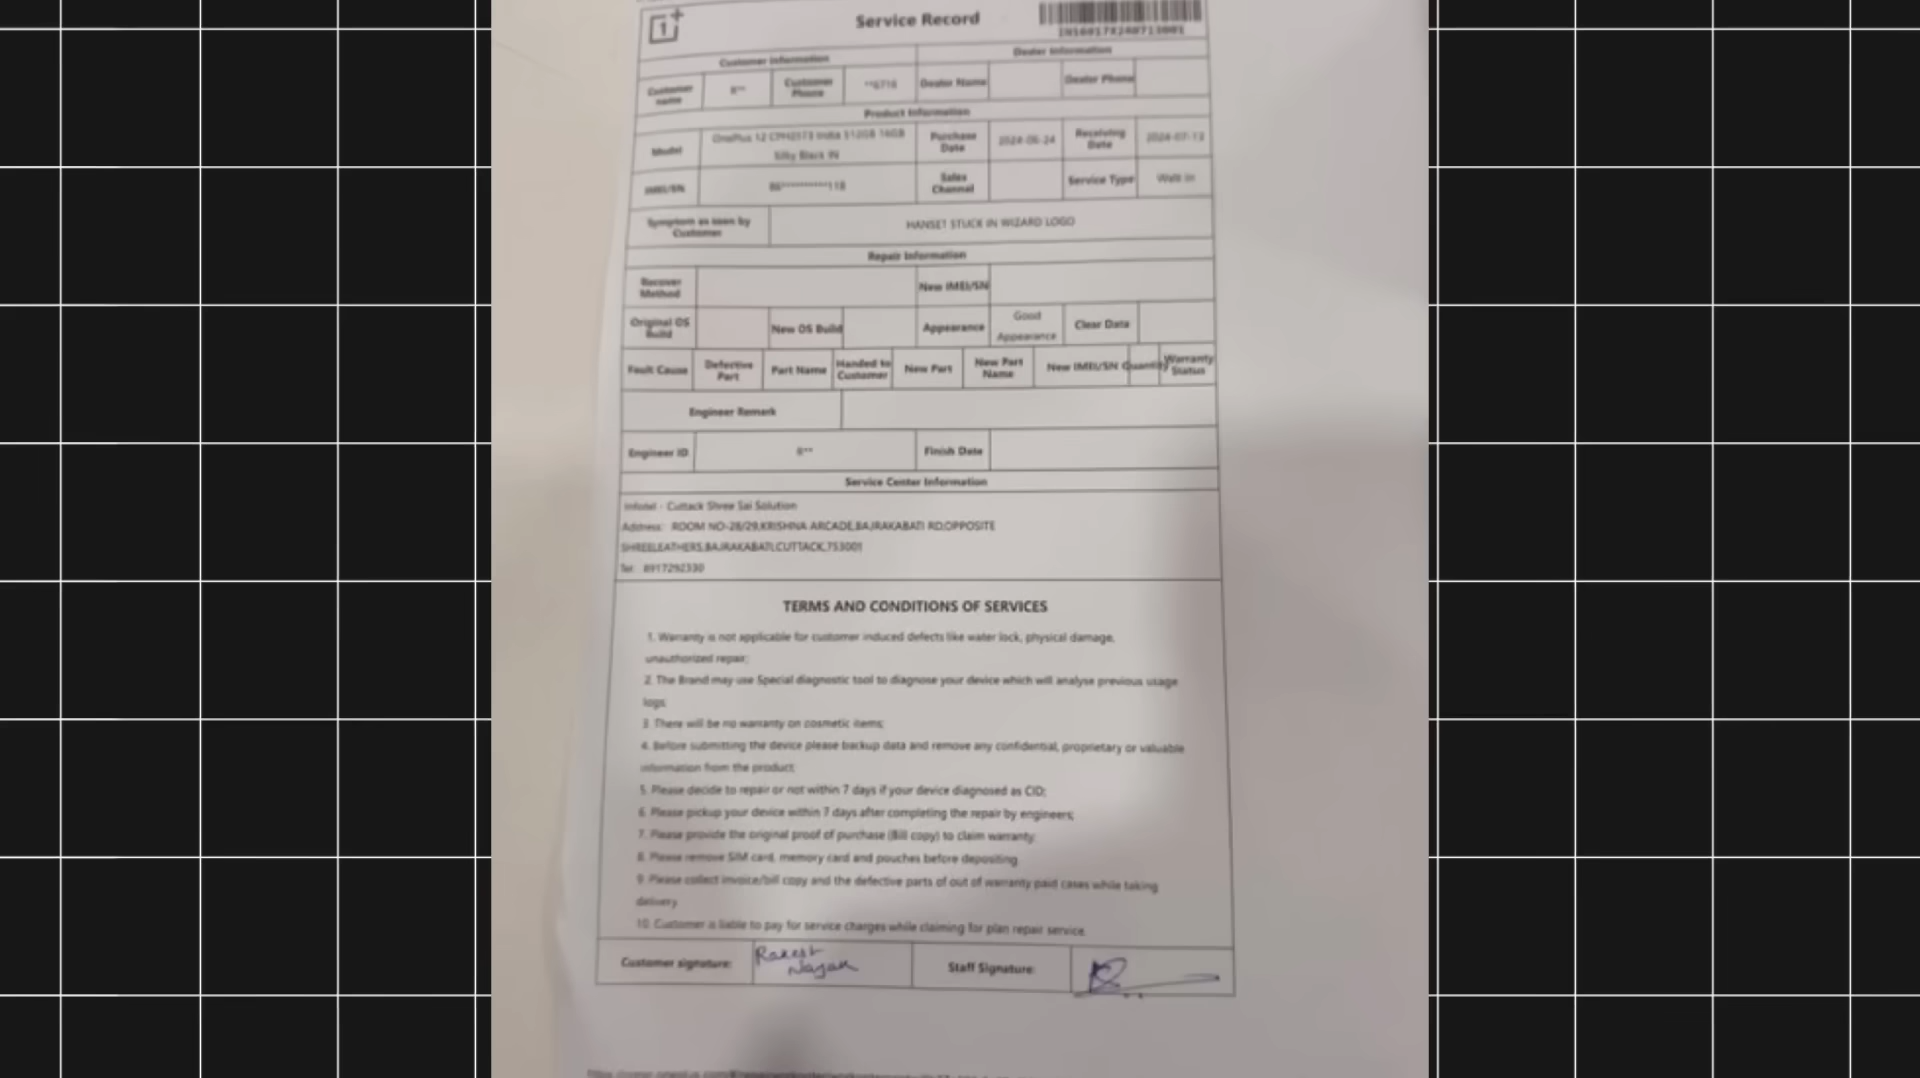 1+
Service Record
Customer Information
Dealer Information
Customer name R** Customer Phone **6716 Dealer Name Dealer Phone
Product Information
Model OnePlus 12 CPH2573 India 512GB 16GB Silky Black IN Purchase Date Receiving Date 2024-07-13
IMEI/SN 86**********118 Sales Channel Service Type Walk in
Symptom as seen by Customer HANSET STUCK IN WIZARD LOGO
Repair Information
Recover Method New IMEI/SN
Original OS Build New OS Build Appearance Good Appearance Clear Data
Fault Cause Defective Part Part Name Handed to Customer New Part New Part Name New IMEI/SN Quantity Warranty Status
Engineer Remark
Engineer ID R** Finish Date
Service Center Information
Infotel - Cuttack Shree Sai Solution
Address: ROOM NO-28/29,KRISHNA ARCADE,BAJRAKABATI RD,OPPOSITE
SHREELEATHERS,BAJRAKABATI,CUTTACK,753001
Tel: 8917292330
TERMS AND CONDITIONS OF SERVICES
1. Warranty is not applicable for customer induced defects like water lock, physical damage,
unauthorized repair;
2. The Brand may use Special diagnostic tool to diagnose your device which will analyse previous usage
logs;
3. There will be no warranty on cosmetic items;
4. Before submitting the device please backup data and remove any confidential, proprietary or valuable
information from the product;
5. Please decide to repair or not within 7 days if your device diagnosed as CID;
6. Please pickup your device within 7 days after completing the repair by engineers;
7. Please provide the original proof of purchase (Bill copy) to claim warranty.
8. Please remove SIM card, memory card and pouches before depositing.
9. Please collect invoice/bill copy and the defective parts of out of warranty paid cases while taking
delivery.
10. Customer is liable to pay for service charges while claiming for plan repair service.
Customer signature: Rakesh Nayak Staff Signature: